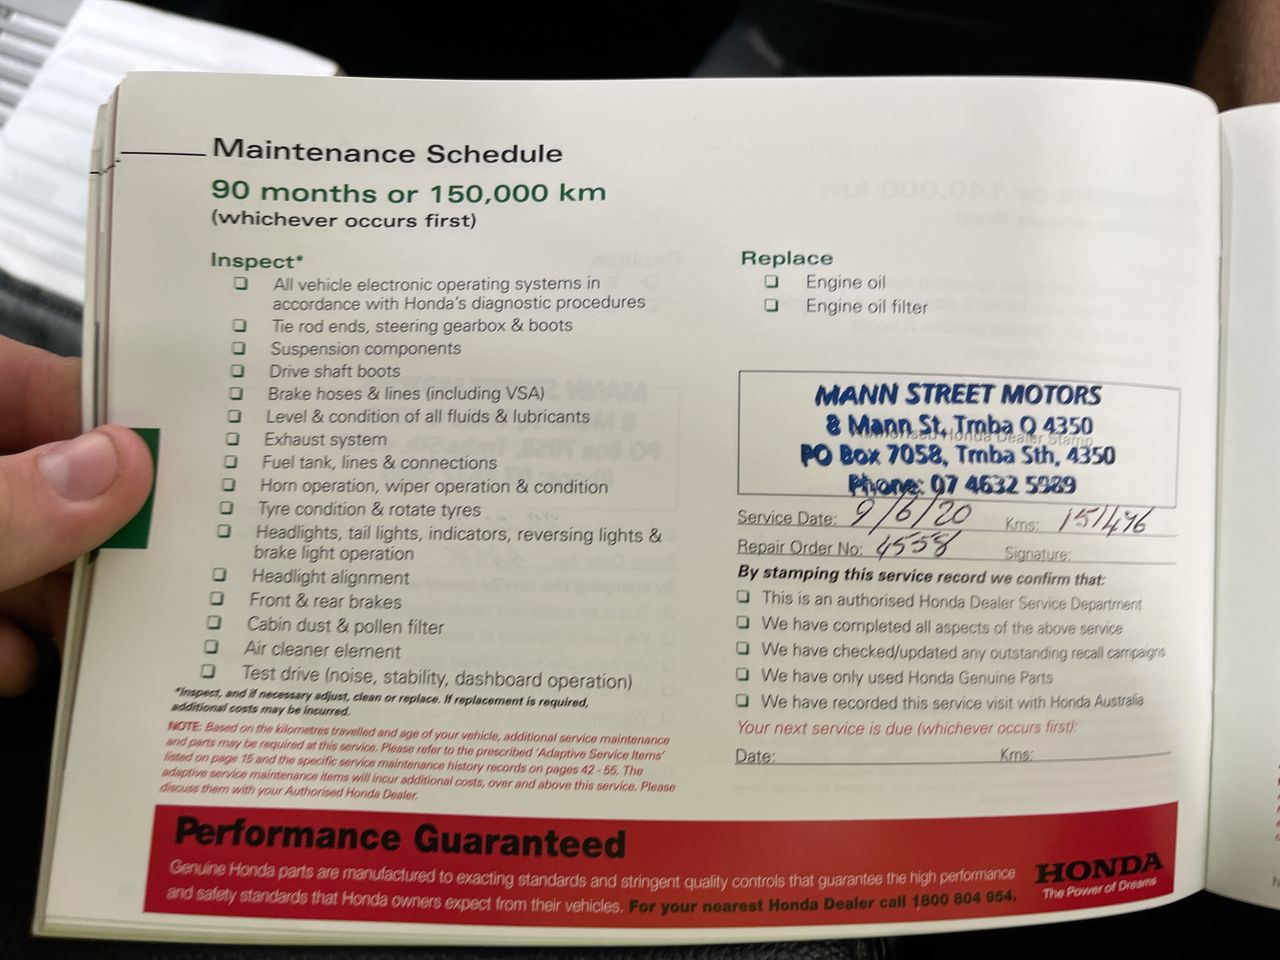 Maintenance Schedule
90 months or 150,000 km
(whichever occurs first)
Inspect*
❏ All vehicle electronic operating systems in
accordance with Honda's diagnostic procedures
❏ Tie rod ends, steering gearbox & boots
❏ Suspension components
❏ Drive shaft boots
❏ Brake hoses & lines (including VSA)
❏ Level & condition of all fluids & lubricants
❏ Exhaust system
❏ Fuel tank, lines & connections
❏ Horn operation, wiper operation & condition
❏ Tyre condition & rotate tyres
❏ Headlights, tail lights, indicators, reversing lights &
brake light operation
❏ Headlight alignment
❏ Front & rear brakes
❏ Cabin dust & pollen filter
❏ Air cleaner element
❏ Test drive (noise, stability, dashboard operation)
*Inspect, and if necessary adjust, clean or replace. If replacement is required,
additional costs may be incurred.
NOTE: Based on the kilometres travelled and age of your vehicle, additional service maintenance
and parts may be required at this service. Please refer to the prescribed 'Adaptive Service Items'
listed on page 15 and the specific service maintenance history records on pages 42 - 55. The
adaptive service maintenance items will incur additional costs, over and above this service. Please
discuss them with your Authorised Honda Dealer.
Replace
❏ Engine oil
❏ Engine oil filter
MANN STREET MOTORS
8 Mann St, Tmba Q 4350
Authorised Honda Dealer Stamp
PO Box 7058, Tmba Sth, 4350
Phone: 07 4632 5989
Service Date: 9/6/20 Kms: 151496
Repair Order No: 4558 Signature:
By stamping this service record we confirm that:
❏ This is an authorised Honda Dealer Service Department
❏ We have completed all aspects of the above service
❏ We have checked/updated any outstanding recall campaigns
❏ We have only used Honda Genuine Parts
❏ We have recorded this service visit with Honda Australia
Your next service is due (whichever occurs first):
Date: Kms:
Performance Guaranteed
Genuine Honda parts are manufactured to exacting standards and stringent quality controls that guarantee the high performance
and safety standards that Honda owners expect from their vehicles. For your nearest Honda Dealer call 1800 804 954.
HONDA
The Power of Dreams